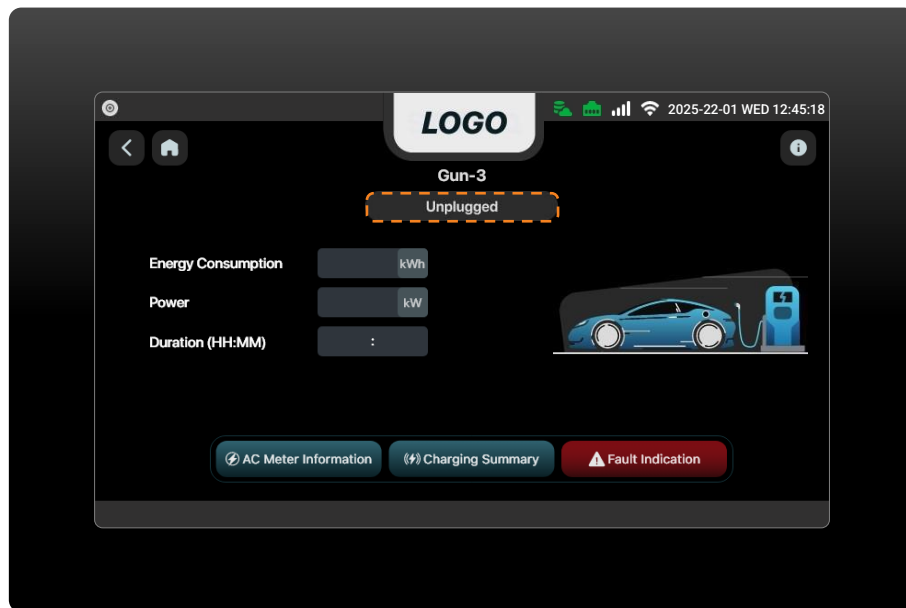 LOGO
2025-22-01 WED 12:45:18
Gun-3
Unplugged
Energy Consumption kWh
Power kW
Duration (HH:MM) :
AC Meter Information Charging Summary Fault Indication